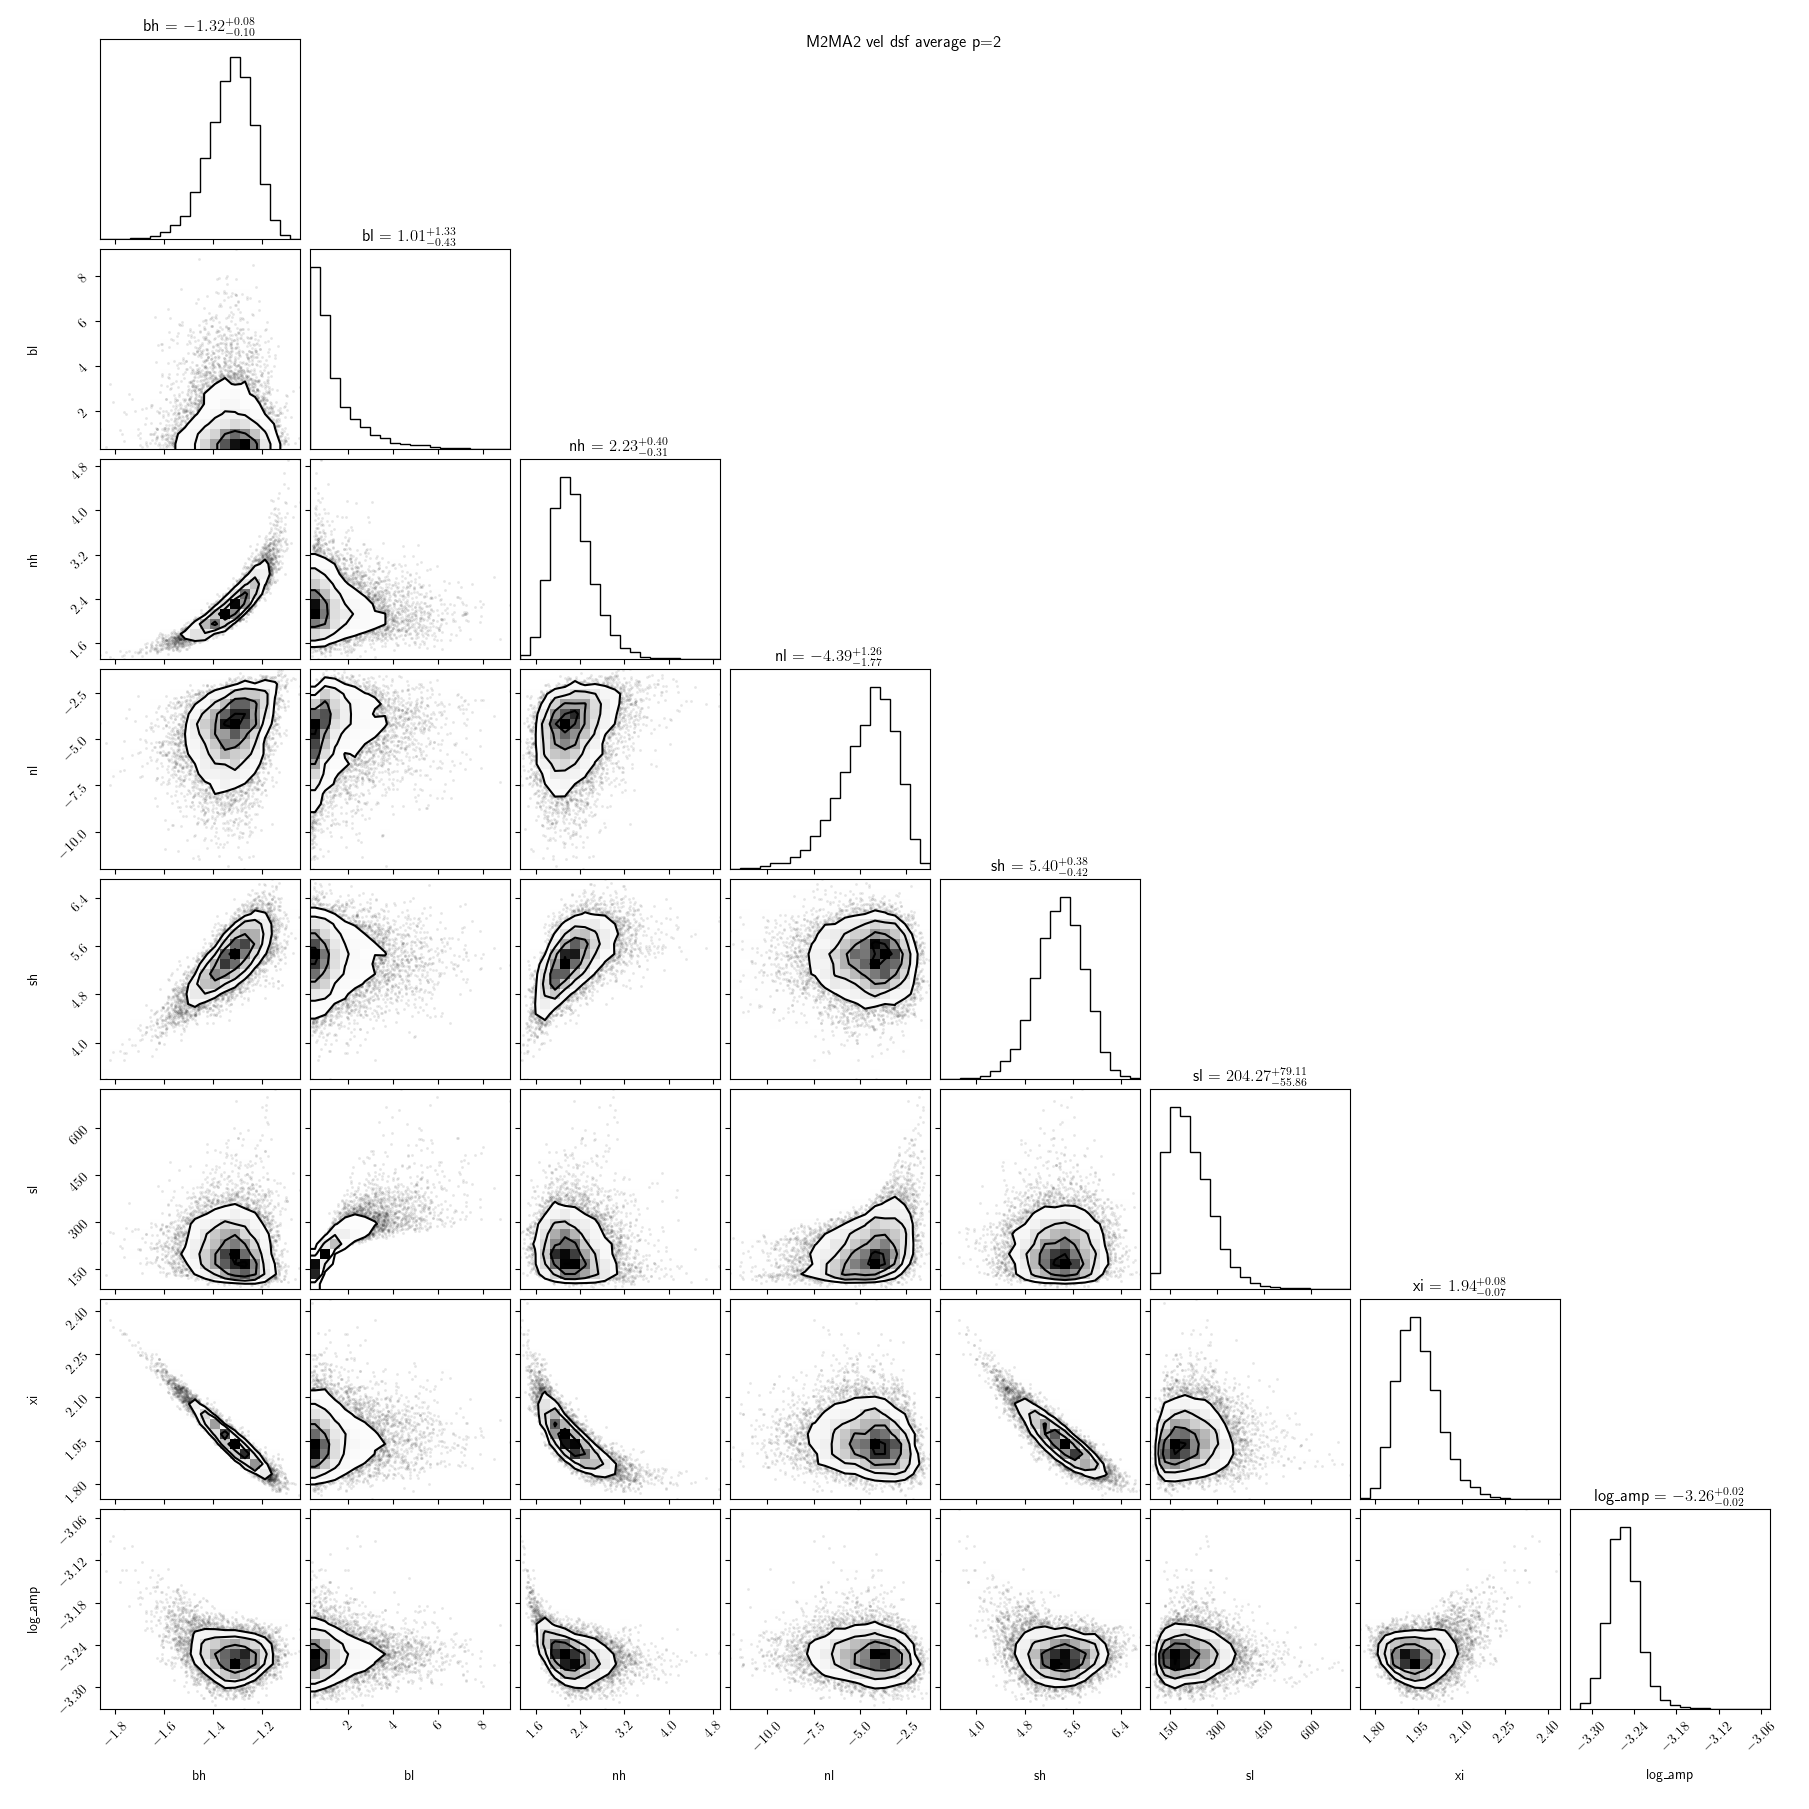 M2MA2 vel dsf average p=2
bh = −1.32 +0.08 −0.10
bl = 1.01 +1.33 −0.43
nh = 2.23 +0.40 −0.31
nl = −4.39 +1.26 −1.77
sh = 5.40 +0.38 −0.42
sl = 204.27 +79.11 −55.86
xi = 1.94 +0.08 −0.07
log_amp = −3.26 +0.02 −0.02
8
6
4
2
bl
4.8
4.0
3.2
2.4
1.6
nh
−2.5
−5.0
−7.5
−10.0
nl
6.4
5.6
4.8
4.0
sh
600
450
300
150
sl
2.40
2.25
2.10
1.95
1.80
xi
−3.06
−3.12
−3.18
−3.24
−3.30
log_amp
−1.8 −1.6 −1.4 −1.2
2 4 6 8
1.6 2.4 3.2 4.0 4.8
−10.0 −7.5 −5.0 −2.5
4.0 4.8 5.6 6.4
150 300 450 600
1.80 1.95 2.10 2.25 2.40
−3.30 −3.24 −3.18 −3.12 −3.06
bh bl nh nl sh sl xi log_amp